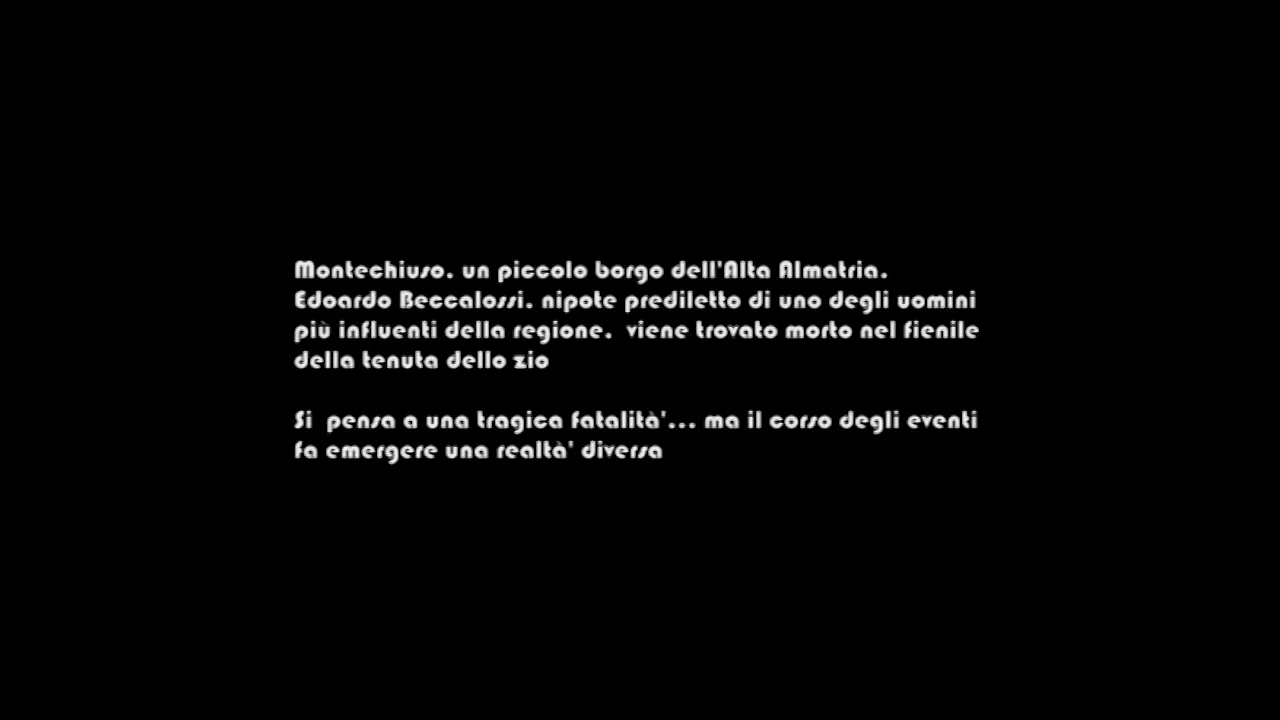 Montechiuso, un piccolo borgo dell'Alta Almatria.
Edoardo Beccalossi, nipote prediletto di uno degli uomini
più influenti della regione,  viene trovato morto nel fienile
della tenuta dello zio
Si  pensa a una tragica fatalità'... ma il corso degli eventi
fa emergere una realtà' diversa